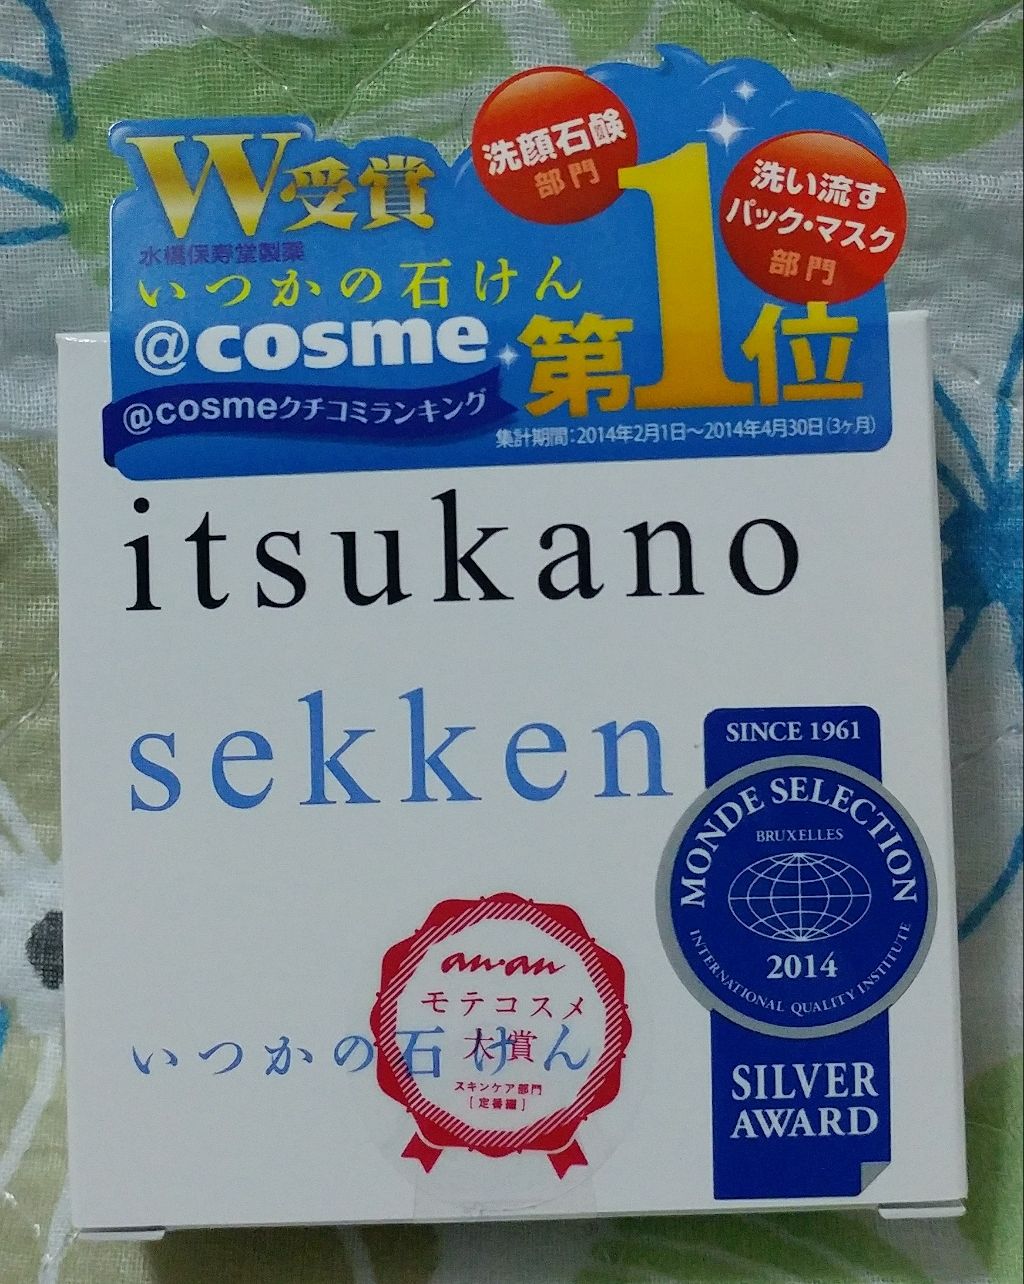 W受賞
洗顔石鹸
部門
洗い流す
パック・マスク
部門
水橋保寿堂製薬
いつかの石けん
@cosme
第1位
@cosmeクチコミランキング
集計期間:2014年2月1日～2014年4月30日(3ヶ月)
itsukano
sekken
SINCE 1961
MONDE SELECTION
BRUXELLES
2014
INTERNATIONAL QUALITY INSTITUTE
SILVER
AWARD
an·an
モテコスメ
大賞
スキンケア部門
[定番編]
いつかの石けん